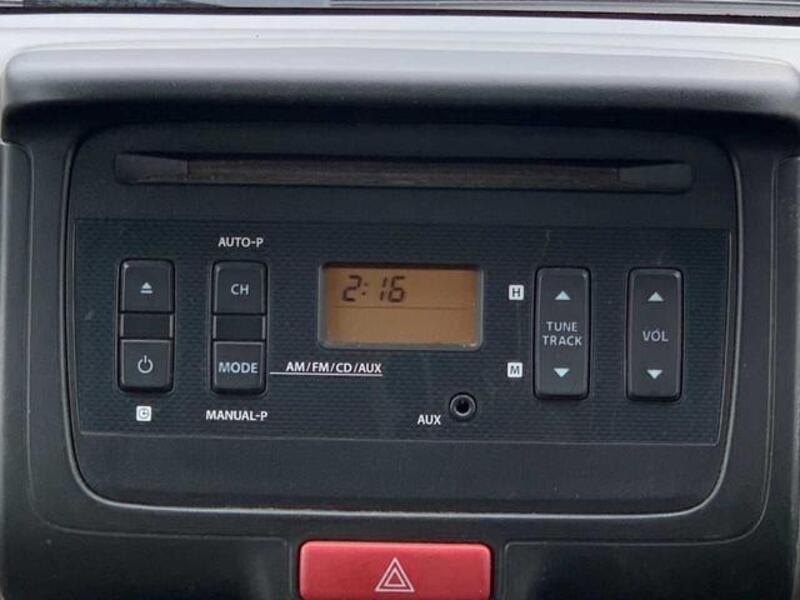 AUTO-P
CH
2:16
H
TUNE
TRACK
VOL
MODE
AM/FM/CD/AUX
M
C
MANUAL-P
AUX